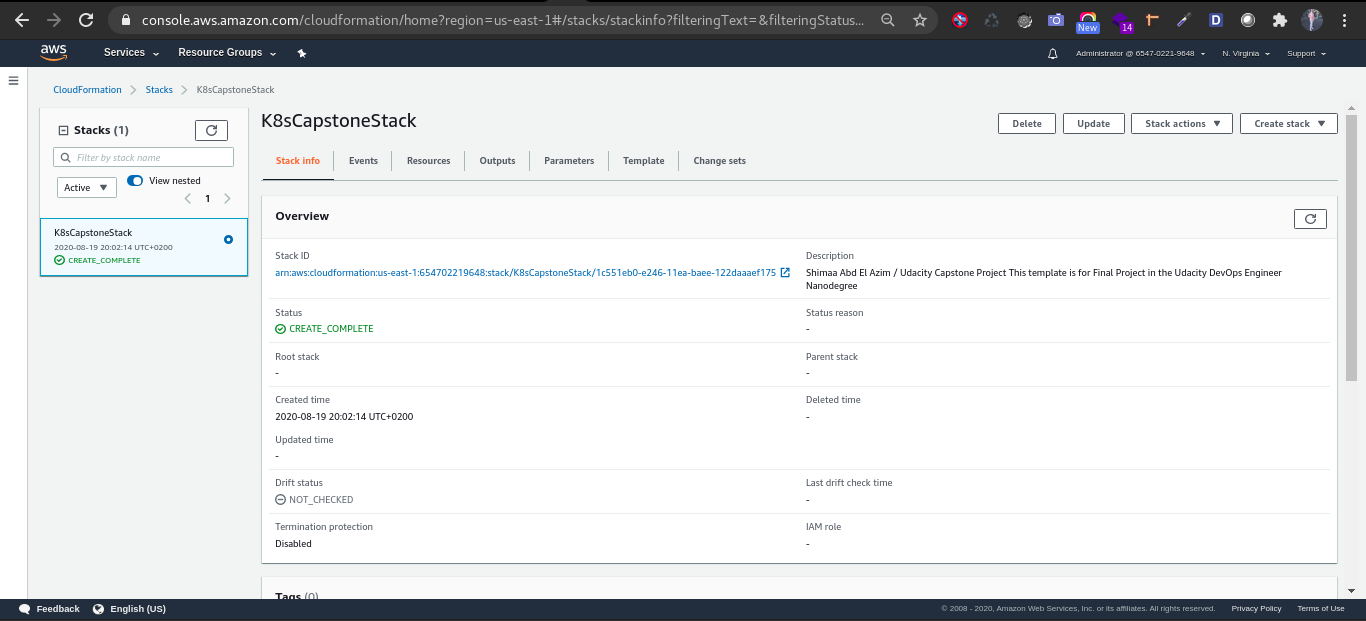 console.aws.amazon.com/cloudformation/home?region=us-east-1#/stacks/stackinfo?filteringText=&filteringStatus...
New
14
D
aws
Services
Resource Groups
Administrator @ 6547-0221-9648
N. Virginia
Support
CloudFormation
Stacks
K8sCapstoneStack
Stacks (1)
Filter by stack name
Active
View nested
1
K8sCapstoneStack
2020-08-19 20:02:14 UTC+0200
CREATE_COMPLETE
K8sCapstoneStack
Delete
Update
Stack actions
Create stack
Stack info
Events
Resources
Outputs
Parameters
Template
Change sets
Overview
Stack ID
arn:aws:cloudformation:us-east-1:654702219648:stack/K8sCapstoneStack/1c551eb0-e246-11ea-baee-122daaaef175
Description
Shimaa Abd El Azim / Udacity Capstone Project This template is for Final Project in the Udacity DevOps Engineer
Nanodegree
Status
CREATE_COMPLETE
Status reason
-
Root stack
-
Parent stack
-
Created time
2020-08-19 20:02:14 UTC+0200
Deleted time
-
Updated time
-
Drift status
NOT_CHECKED
Last drift check time
-
Termination protection
Disabled
IAM role
-
Tags (0)
Feedback
English (US)
© 2008 - 2020, Amazon Web Services, Inc. or its affiliates. All rights reserved.
Privacy Policy
Terms of Use